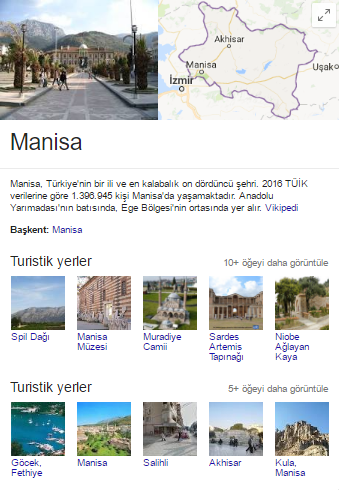 Akhisar
Manisa
İzmir
Uşak
Manisa
Manisa, Türkiye'nin bir ili ve en kalabalık on dördüncü şehri. 2016 TÜİK
verilerine göre 1.396.945 kişi Manisa'da yaşamaktadır. Anadolu
Yarımadası'nın batısında, Ege Bölgesi'nin ortasında yer alır. Vikipedi
Başkent: Manisa
Turistik yerler
10+ öğeyi daha görüntüle
Spil Dağı
Manisa
Müzesi
Muradiye
Camii
Sardes
Artemis
Tapınağı
Niobe
Ağlayan
Kaya
Turistik yerler
5+ öğeyi daha görüntüle
Göcek,
Fethiye
Manisa
Salihli
Akhisar
Kula,
Manisa